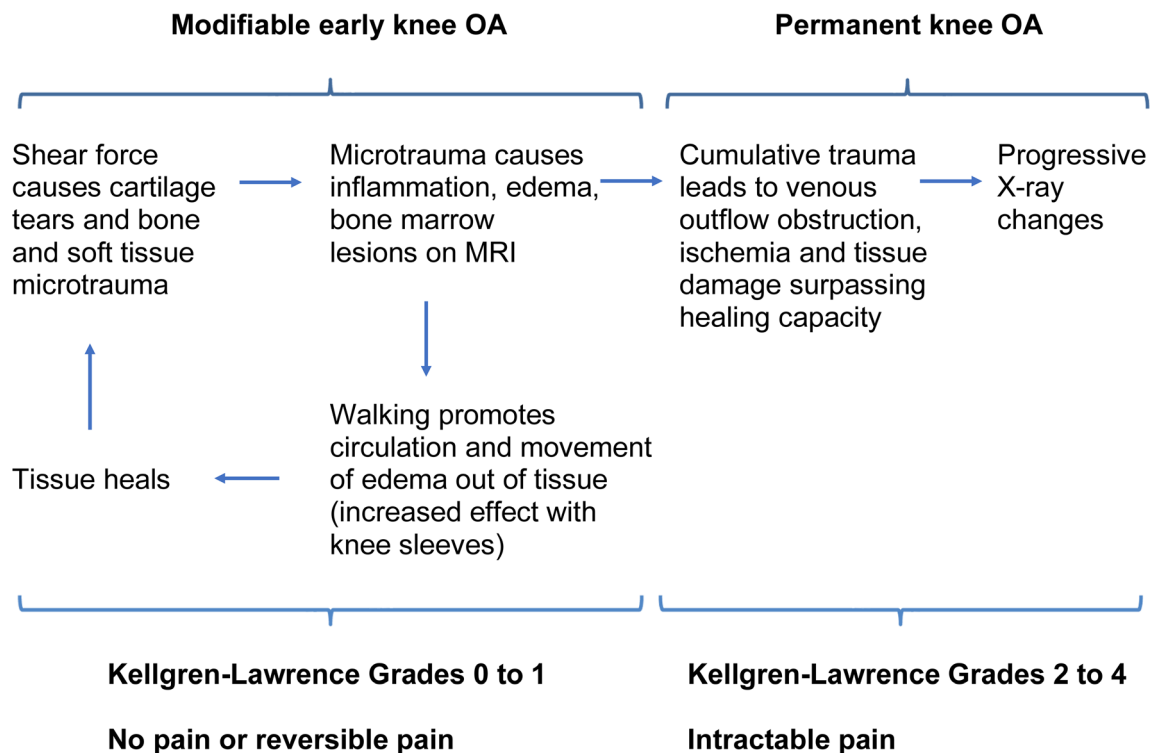 Modifiable early knee OA
Permanent knee OA
Shear force
causes cartilage
tears and bone
and soft tissue
microtrauma
Microtrauma causes
inflammation, edema,
bone marrow
lesions on MRI
Cumulative trauma
leads to venous
outflow obstruction,
ischemia and tissue
damage surpassing
healing capacity
Progressive
X-ray
changes
Tissue heals
Walking promotes
circulation and movement
of edema out of tissue
(increased effect with
knee sleeves)
Kellgren-Lawrence Grades 0 to 1
No pain or reversible pain
Kellgren-Lawrence Grades 2 to 4
Intractable pain